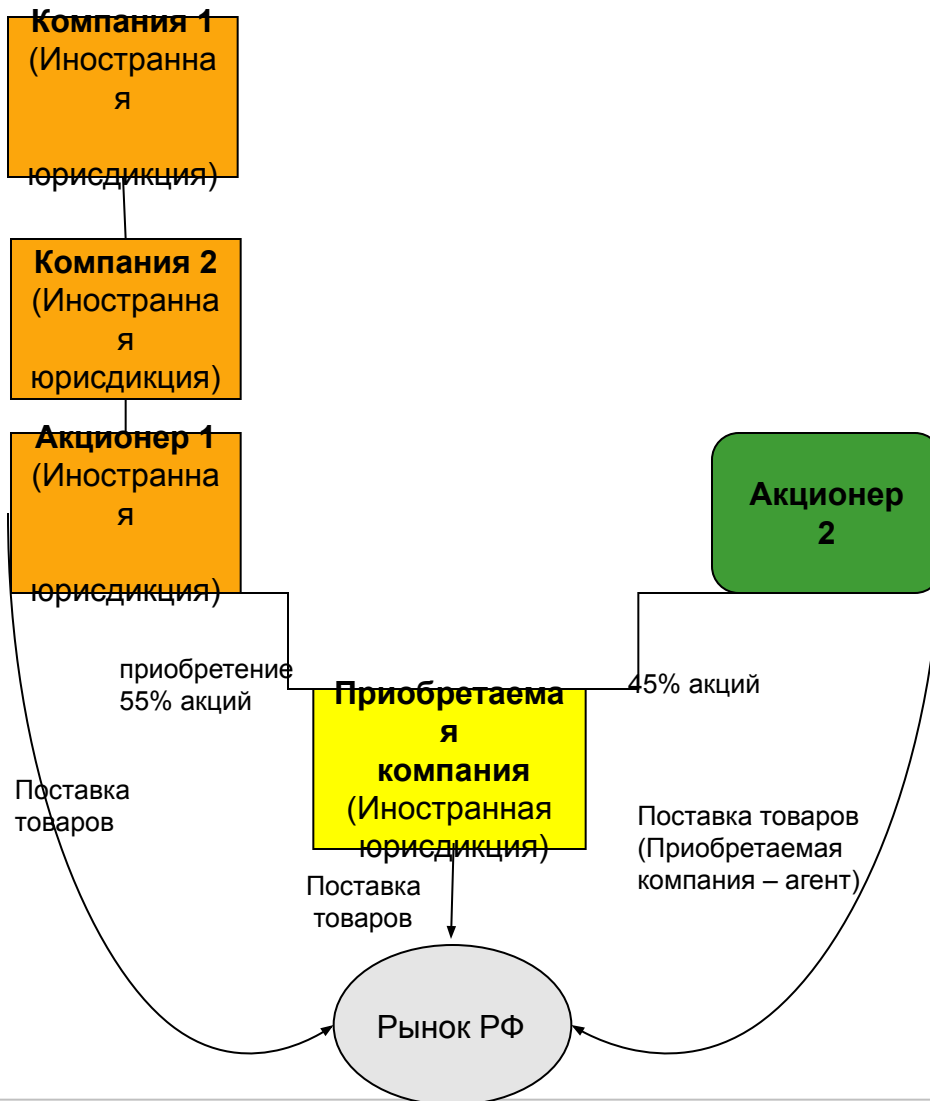 Компания 1
(Иностранна
я
юрисдикция)
Компания 2
(Иностранна
я
юрисдикция)
Акционер 1
(Иностранна
я
юрисдикция)
Акционер
2
приобретение
55% акций
45% акций
Приобретаема
я
компания
(Иностранная
юрисдикция)
Поставка
товаров
Поставка товаров
(Приобретаемая
компания – агент)
Поставка
товаров
Рынок РФ